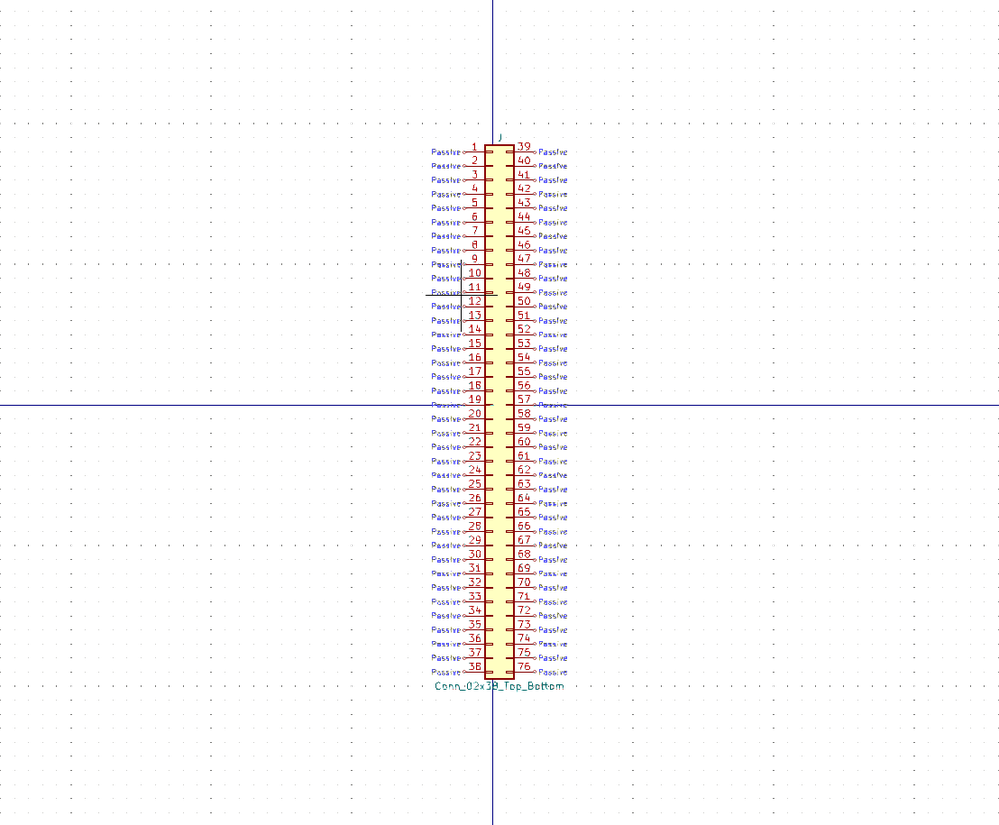 J
Passive 1 39 Passive
Passive 2 40 Passive
Passive 3 41 Passive
Passive 4 42 Passive
Passive 5 43 Passive
Passive 6 44 Passive
Passive 7 45 Passive
Passive 8 46 Passive
Passive 9 47 Passive
Passive 10 48 Passive
Passive 11 49 Passive
Passive 12 50 Passive
Passive 13 51 Passive
Passive 14 52 Passive
Passive 15 53 Passive
Passive 16 54 Passive
Passive 17 55 Passive
Passive 18 56 Passive
Passive 19 57 Passive
Passive 20 58 Passive
Passive 21 59 Passive
Passive 22 60 Passive
Passive 23 61 Passive
Passive 24 62 Passive
Passive 25 63 Passive
Passive 26 64 Passive
Passive 27 65 Passive
Passive 28 66 Passive
Passive 29 67 Passive
Passive 30 68 Passive
Passive 31 69 Passive
Passive 32 70 Passive
Passive 33 71 Passive
Passive 34 72 Passive
Passive 35 73 Passive
Passive 36 74 Passive
Passive 37 75 Passive
Passive 38 76 Passive
Conn_02x38_Top_Bottom